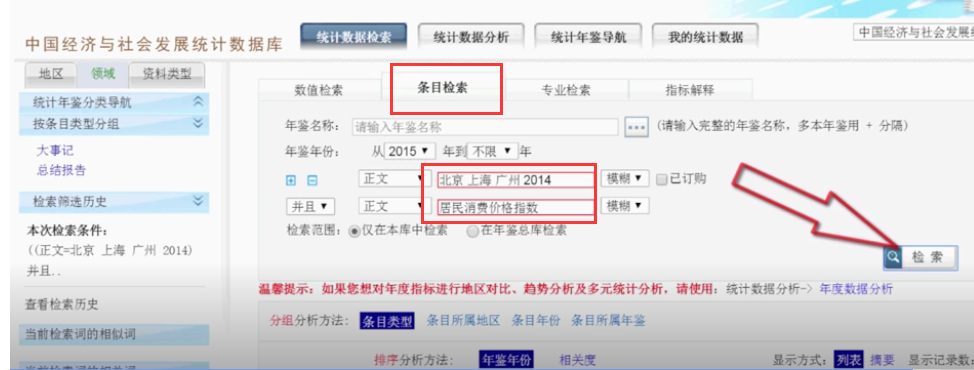 中国经济与社会发展统计数据库
统计数据检索 统计数据分析 统计年鉴导航 我的统计数据
中国经济与社会发展
地区 领域 资料类型
统计年鉴分类导航
按条目类型分组
大事记
总结报告
检索筛选历史
本次检索条件:
((正文=北京 上海 广州 2014)
并且..
查看检索历史
当前检索词的相似词
数值检索 条目检索 专业检索 指标解释
年鉴名称: 请输入年鉴名称 ... (请输入完整的年鉴名称,多本年鉴用 + 分隔)
年鉴年份: 从 2015 年到 不限 年
正文 北京 上海 广州 2014 模糊 已订购
并且 正文 居民消费价格指数 模糊
检索范围: 仅在本库中检索 在年鉴总库检索
检 索
温馨提示:如果您想对年度指标进行地区对比、趋势分析及多元统计分析,请使用:统计数据分析-> 年度数据分析
分组分析方法: 条目类型 条目所属地区 条目年份 条目所属年鉴
排序分析方法: 年鉴年份 相关度 显示方式: 列表 摘要 显示记录数: